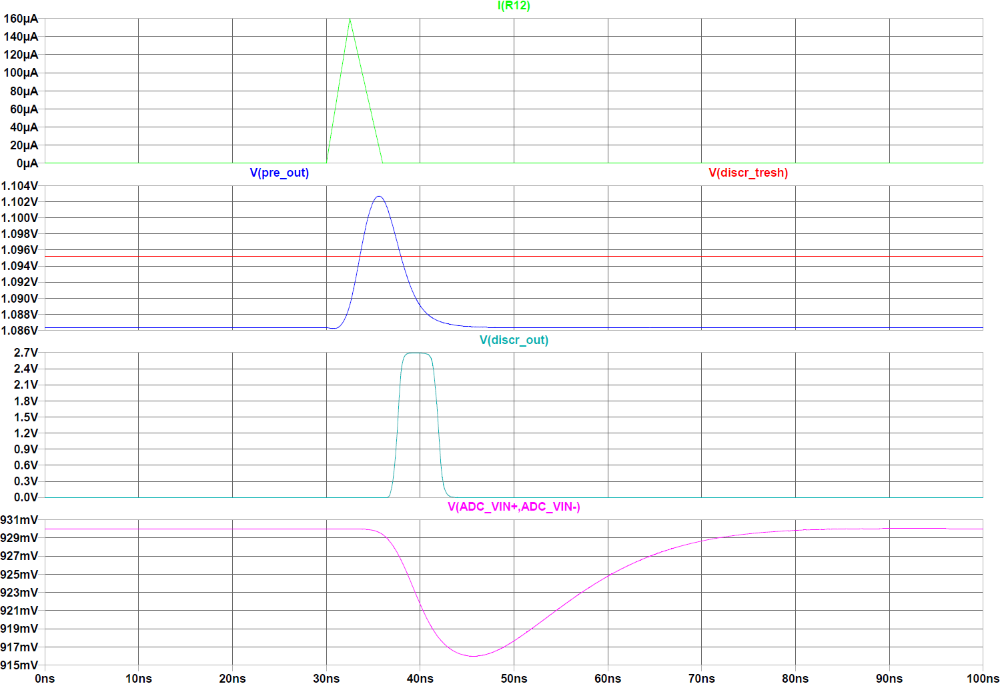 I(R12)
160µA
140µA
120µA
100µA
80µA
60µA
40µA
20µA
0µA
V(pre_out) V(discr_tresh)
1.104V
1.102V
1.100V
1.098V
1.096V
1.094V
1.092V
1.090V
1.088V
1.086V
V(discr_out)
2.7V
2.4V
2.1V
1.8V
1.5V
1.2V
0.9V
0.6V
0.3V
0.0V
V(ADC_VIN+,ADC_VIN-)
931mV
929mV
927mV
925mV
923mV
921mV
919mV
917mV
915mV
0ns 10ns 20ns 30ns 40ns 50ns 60ns 70ns 80ns 90ns 100ns